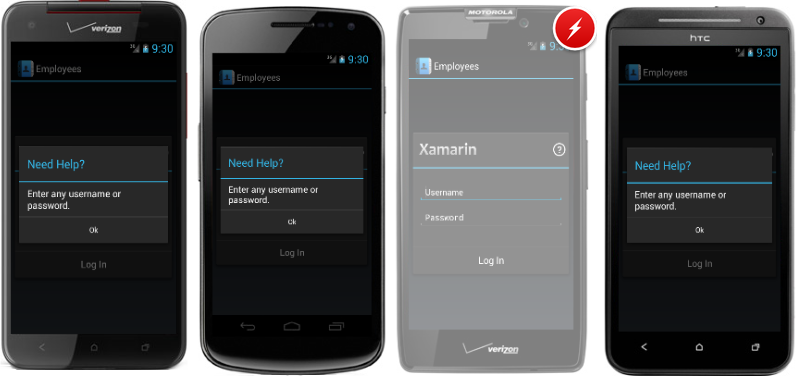 verizon
3G 9:30
Employees
Need Help?
Enter any username or
password.
Ok
Log In
9:30
Employees
Need Help?
Enter any username or
password.
Ok
Log In
MOTOROLA
9:30
Employees
Xamarin
?
Username
Password
Log In
verizon
hTC
9:30
Employees
Need Help?
Enter any username or
password.
Ok
Log In